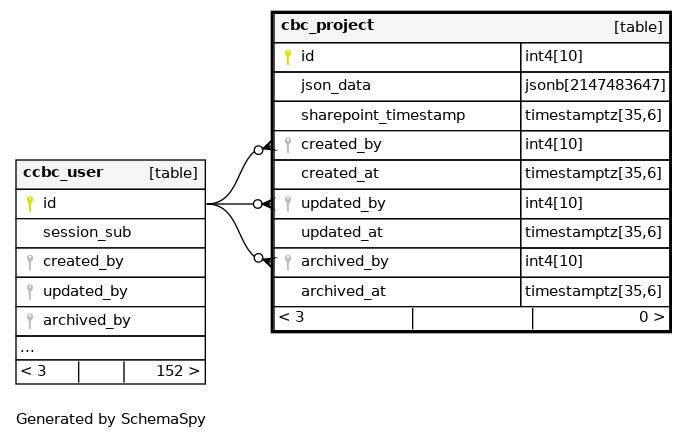 cbc_project [table]
id int4[10]
json_data jsonb[2147483647]
sharepoint_timestamp timestamptz[35,6]
created_by int4[10]
created_at timestamptz[35,6]
updated_by int4[10]
updated_at timestamptz[35,6]
archived_by int4[10]
archived_at timestamptz[35,6]
< 3 0 >
ccbc_user [table]
id
session_sub
created_by
updated_by
archived_by
...
< 3 152 >
Generated by SchemaSpy